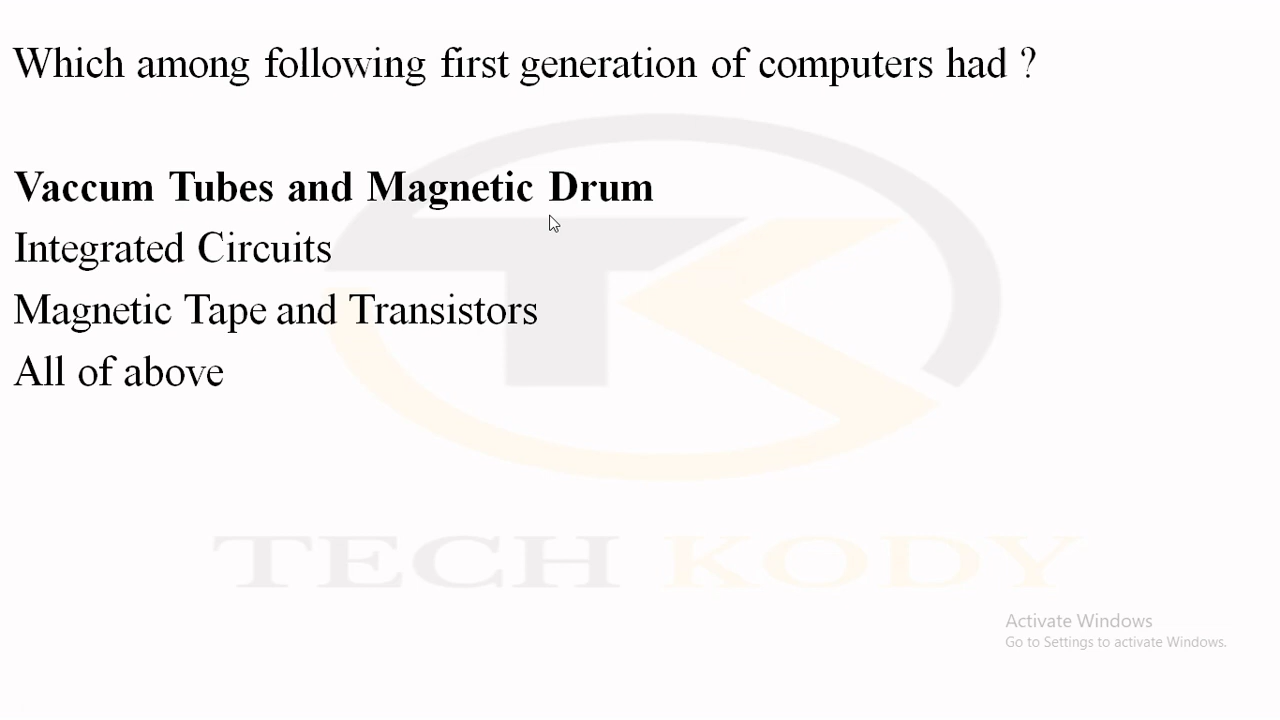 Which among following first generation of computers had ?
Vaccum Tubes and Magnetic Drum
Integrated Circuits
Magnetic Tape and Transistors
All of above
TECH KODY
Activate Windows
Go to Settings to activate Windows.